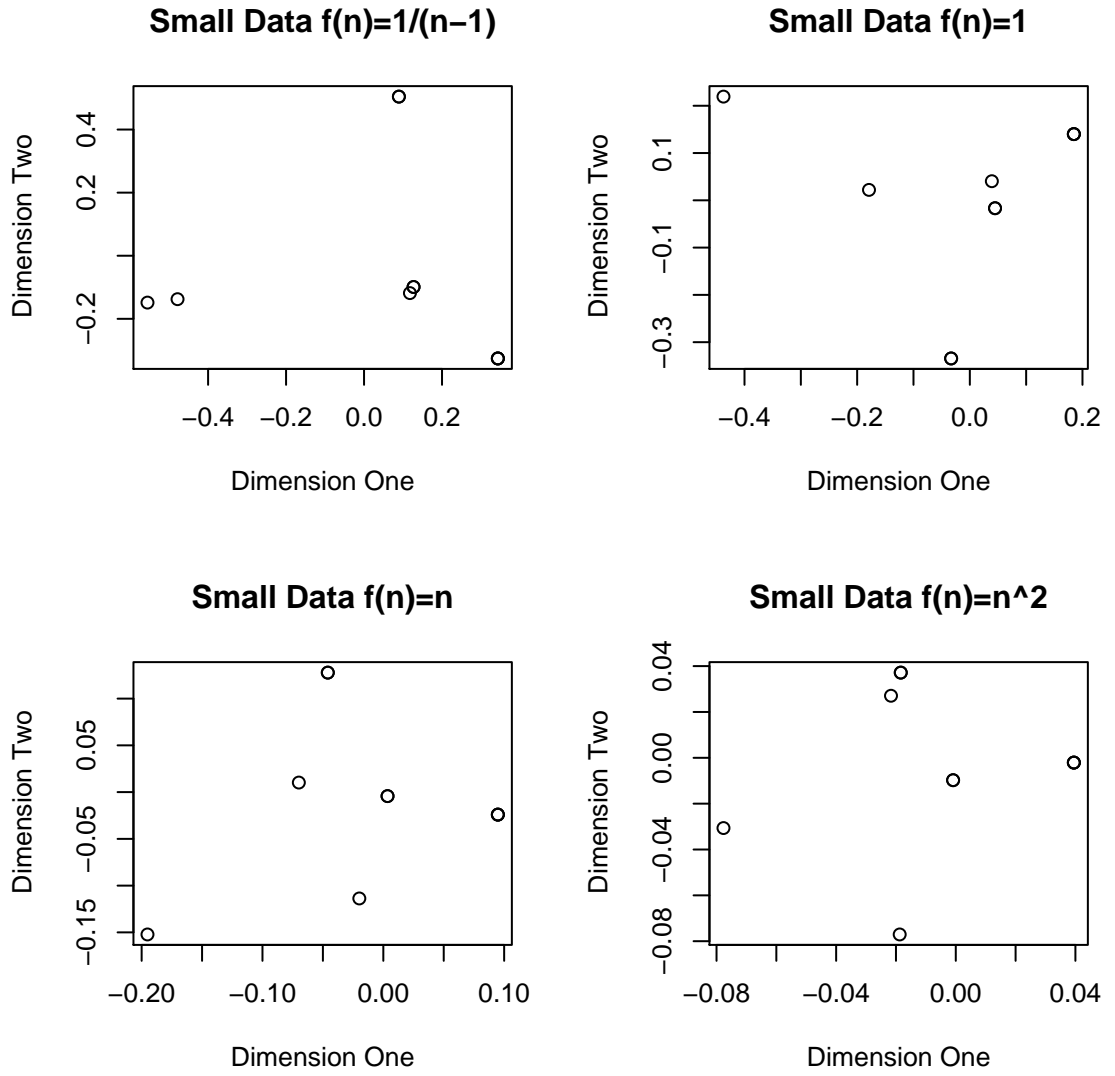 Small Data f(n)=1/(n−1)
Dimension Two
−0.2 0.2 0.4
−0.4 −0.2 0.0 0.2
Dimension One
Small Data f(n)=1
Dimension Two
−0.3 −0.1 0.1
−0.4 −0.2 0.0 0.2
Dimension One
Small Data f(n)=n
Dimension Two
−0.15 −0.05 0.05
−0.20 −0.10 0.00 0.10
Dimension One
Small Data f(n)=n^2
Dimension Two
−0.08 −0.04 0.00 0.04
−0.08 −0.04 0.00 0.04
Dimension One